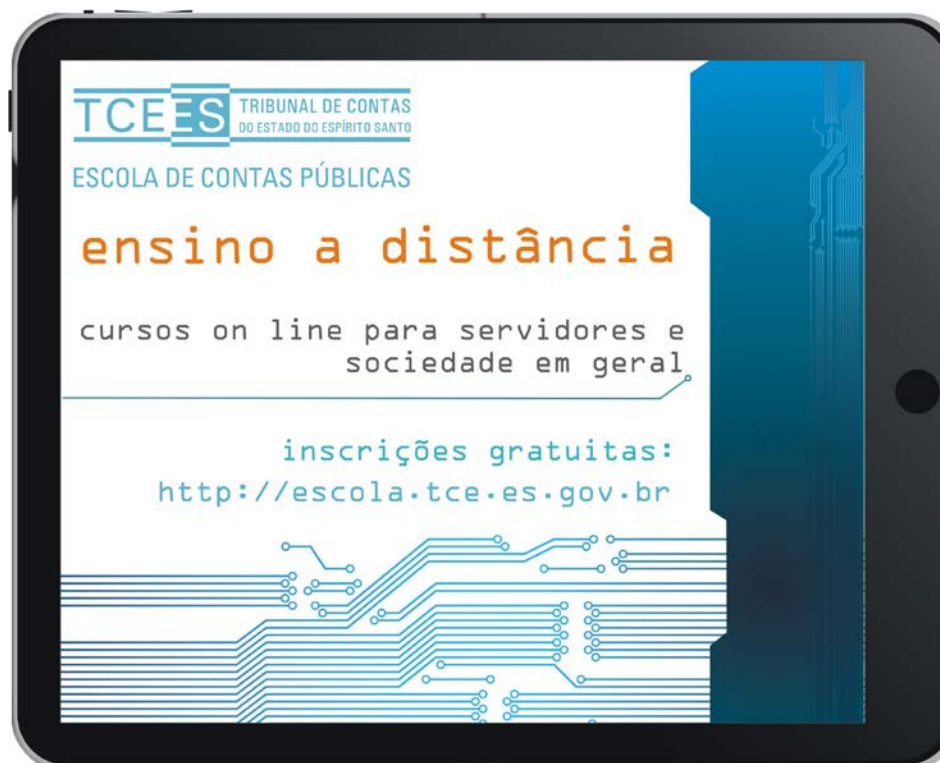 TCEES TRIBUNAL DE CONTAS
DO ESTADO DO ESPÍRITO SANTO
ESCOLA DE CONTAS PÚBLICAS
ensino a distância
cursos on line para servidores e
sociedade em geral
inscrições gratuitas:
http://escola.tce.es.gov.br